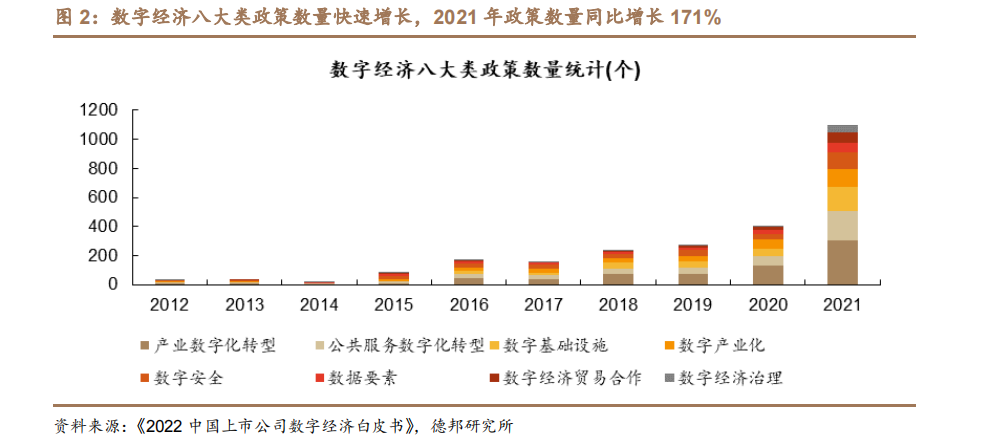 图 2：数字经济八大类政策数量快速增长，2021 年政策数量同比增长 171%
数字经济八大类政策数量统计(个)
1200
1000
800
600
400
200
0
2012 2013 2014 2015 2016 2017 2018 2019 2020 2021
产业数字化转型 公共服务数字化转型 数字基础设施 数字产业化
数字安全 数据要素 数字经济贸易合作 数字经济治理
资料来源：《2022 中国上市公司数字经济白皮书》，德邦研究所